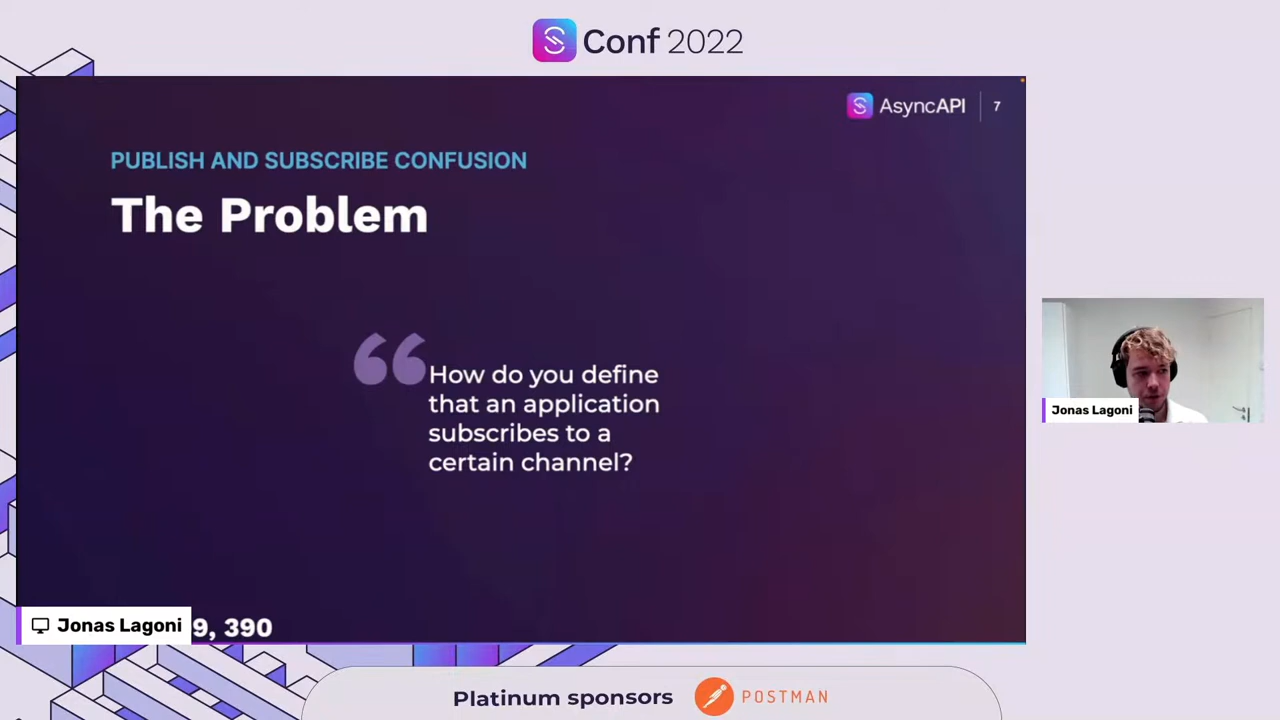 Conf 2022
AsyncAPI 7
PUBLISH AND SUBSCRIBE CONFUSION
The Problem
“How do you define
that an application
subscribes to a
certain channel?
Jonas Lagoni
Jonas Lagoni
9, 390
Platinum sponsors POSTMAN